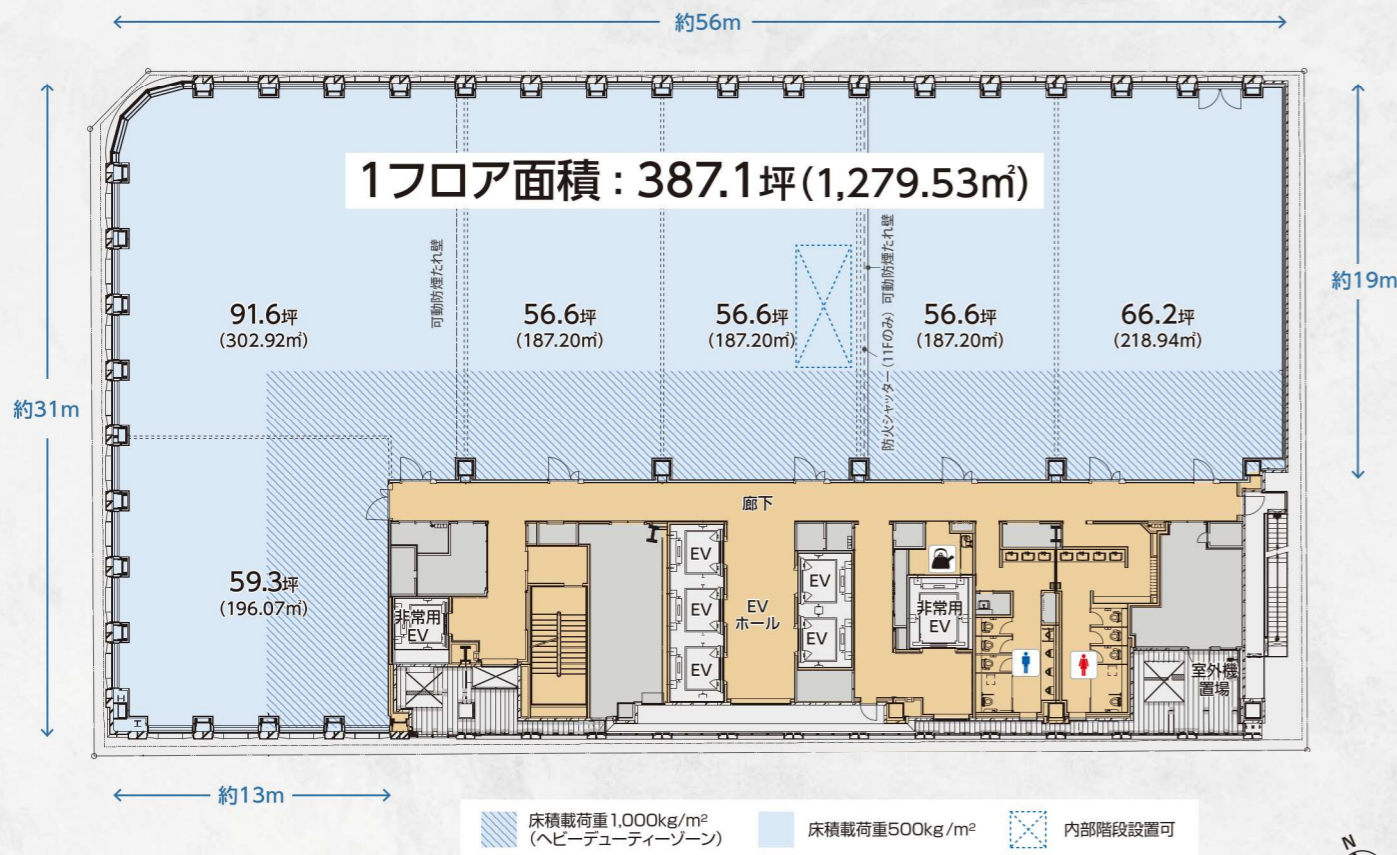 約56m
1フロア面積：387.1坪(1,279.53㎡)
約31m
約19m
可動防煙たれ壁
防火シャッター（11Fのみ）可動防煙たれ壁
91.6坪
(302.92㎡)
56.6坪
(187.20㎡)
56.6坪
(187.20㎡)
56.6坪
(187.20㎡)
66.2坪
(218.94㎡)
廊下
59.3坪
(196.07㎡)
非常用
EV
EV
EV
EV
EV
ホール
EV
EV
非常用
EV
室外機
置場
約13m
床積載荷重1,000kg/m²
（ヘビーデューティーゾーン）
床積載荷重500kg/m²
内部階段設置可
N